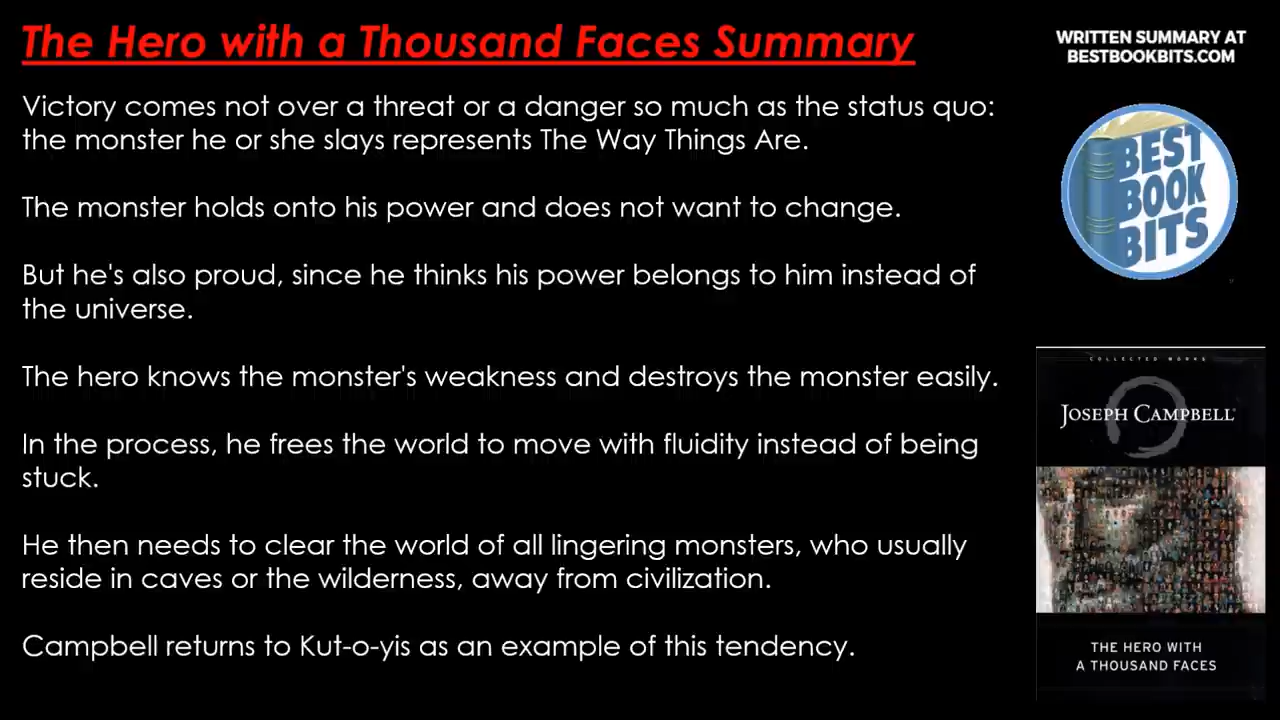 The Hero with a Thousand Faces Summary
Victory comes not over a threat or a danger so much as the status quo:
the monster he or she slays represents The Way Things Are.
The monster holds onto his power and does not want to change.
But he's also proud, since he thinks his power belongs to him instead of
the universe.
The hero knows the monster's weakness and destroys the monster easily.
In the process, he frees the world to move with fluidity instead of being
stuck.
He then needs to clear the world of all lingering monsters, who usually
reside in caves or the wilderness, away from civilization.
Campbell returns to Kut-o-yis as an example of this tendency.
WRITTEN SUMMARY AT
BESTBOOKBITS.COM
BEST
BOOK
BITS
COLLECTED WORKS
JOSEPH CAMPBELL
THE HERO WITH
A THOUSAND FACES